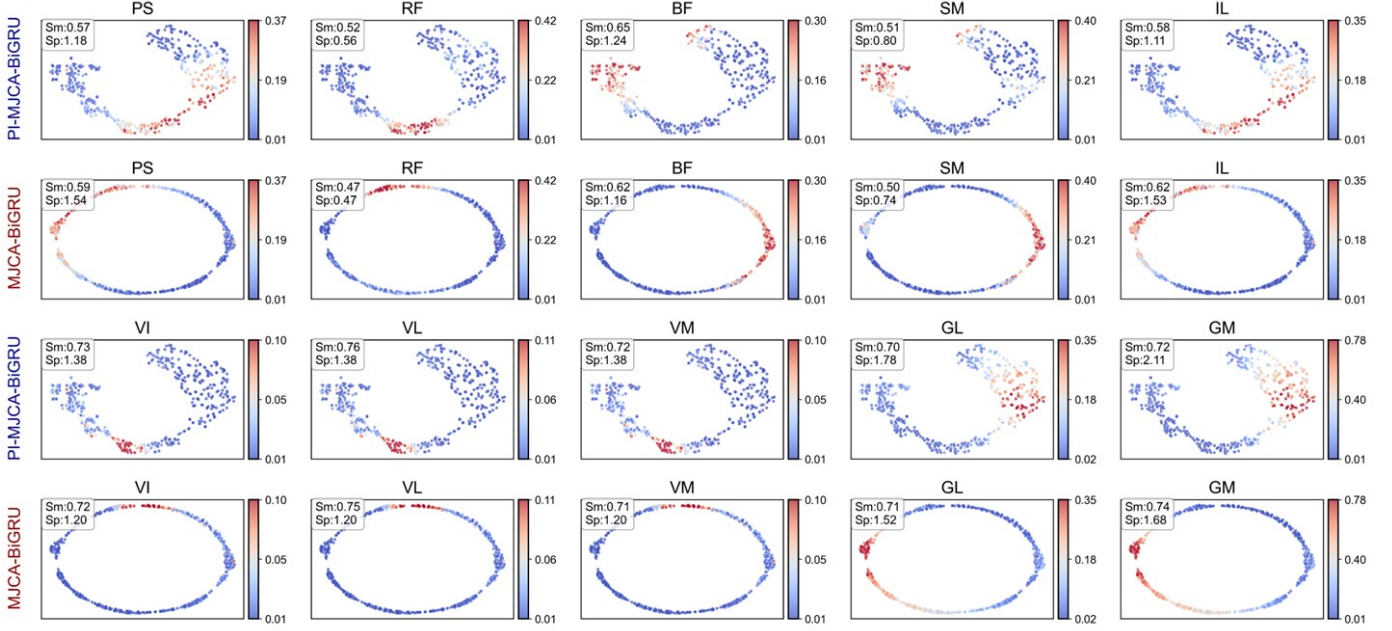 PS RF BF SM IL
PI-MJCA-BiGRU
Sm:0.57
Sp:1.18
0.37
0.19
0.01
Sm:0.52
Sp:0.56
0.42
0.22
0.01
Sm:0.65
Sp:1.24
0.30
0.16
0.01
Sm:0.51
Sp:0.80
0.40
0.21
0.01
Sm:0.58
Sp:1.11
0.35
0.18
0.01
PS RF BF SM IL
MJCA-BiGRU
Sm:0.59
Sp:1.54
0.37
0.19
0.01
Sm:0.47
Sp:0.47
0.42
0.22
0.01
Sm:0.62
Sp:1.16
0.30
0.16
0.01
Sm:0.50
Sp:0.74
0.40
0.21
0.01
Sm:0.62
Sp:1.53
0.35
0.18
0.01
VI VL VM GL GM
PI-MJCA-BiGRU
Sm:0.73
Sp:1.38
0.10
0.05
0.01
Sm:0.76
Sp:1.38
0.11
0.06
0.01
Sm:0.72
Sp:1.38
0.10
0.05
0.01
Sm:0.70
Sp:1.78
0.35
0.18
0.02
Sm:0.72
Sp:2.11
0.78
0.40
0.01
VI VL VM GL GM
MJCA-BiGRU
Sm:0.72
Sp:1.20
0.10
0.05
0.01
Sm:0.75
Sp:1.20
0.11
0.06
0.01
Sm:0.71
Sp:1.20
0.10
0.05
0.01
Sm:0.71
Sp:1.52
0.35
0.18
0.02
Sm:0.74
Sp:1.68
0.78
0.40
0.01